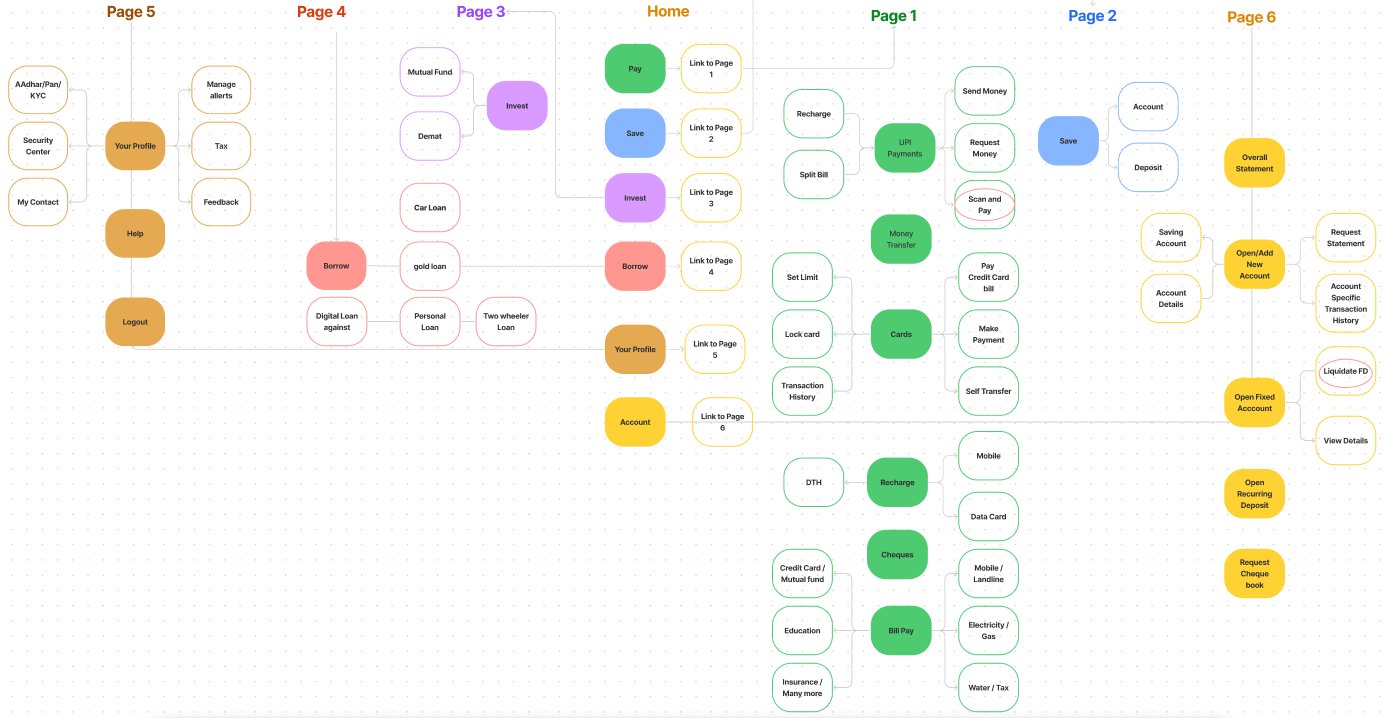 Page 5
Page 4
Page 3
Home
Page 1
Page 2
Page 6
AAdhar/Pan/
KYC
Security
Center
My Contact
Your Profile
Help
Logout
Manage
allerts
Tax
Feedback
Borrow
Car Loan
gold loan
Digital Loan
against
Personal
Loan
Two wheeler
Loan
Mutual Fund
Demat
Invest
Pay
Link to Page
1
Save
Link to Page
2
Invest
Link to Page
3
Borrow
Link to Page
4
Your Profile
Link to Page
5
Account
Link to Page
6
Recharge
Split Bill
UPI
Payments
Send Money
Request
Money
Scan and
Pay
Money
Transfer
Set Limit
Lock card
Transaction
History
Cards
Pay
Credit Card
bill
Make
Payment
Self Transfer
DTH
Recharge
Mobile
Data Card
Cheques
Credit Card /
Mutual fund
Education
Insurance /
Many more
Bill Pay
Mobile /
Landline
Electricity /
Gas
Water / Tax
Save
Account
Deposit
Overall
Statement
Saving
Account
Account
Details
Open/Add
New
Account
Request
Statement
Account
Specific
Transaction
History
Open Fixed
Acccount
Liquidate FD
View Details
Open
Recurring
Deposit
Request
Cheque
book